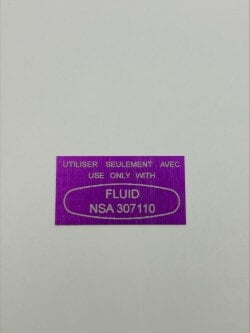 UTILISER SEULEMENT AVEC
USE ONLY WITH
FLUID
NSA 307110